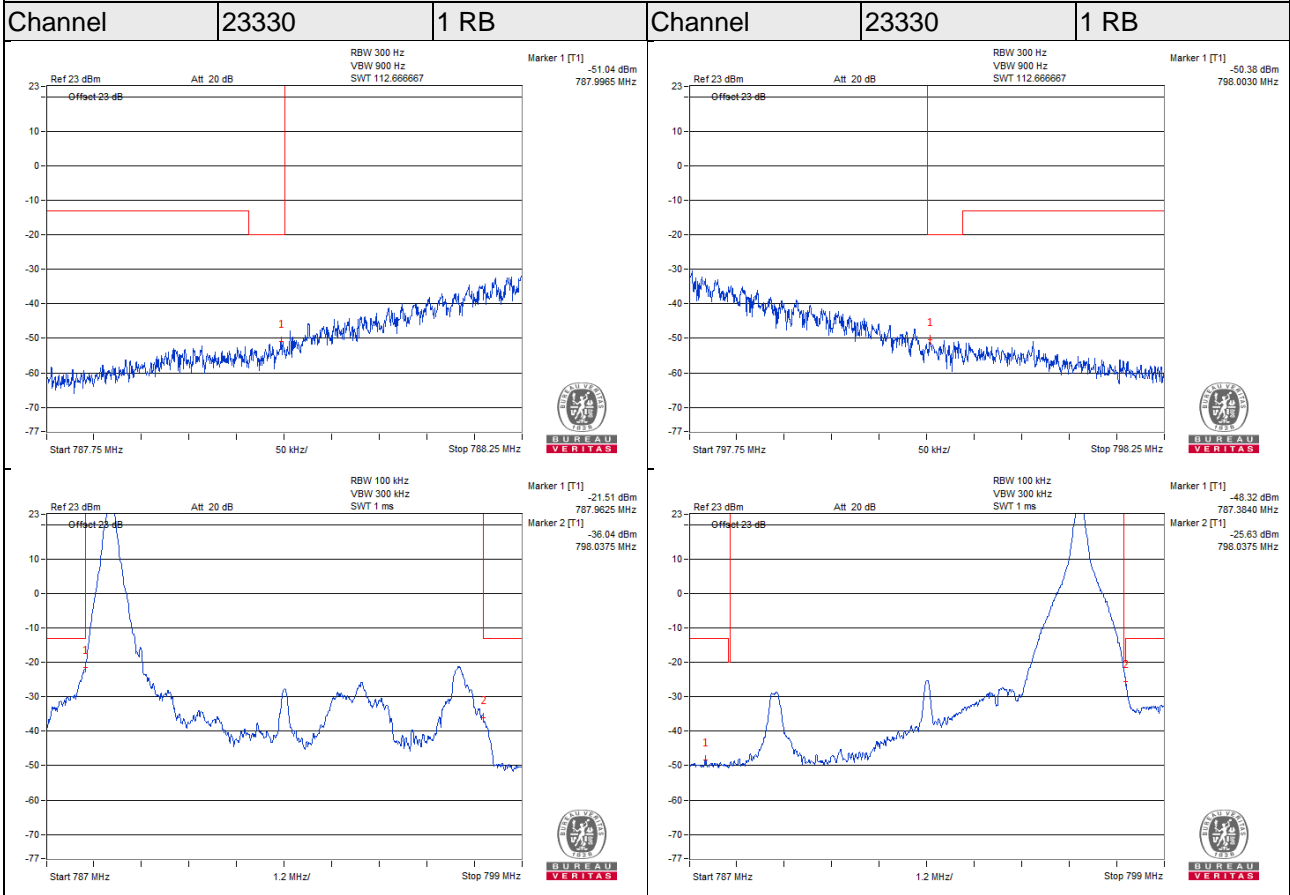 Channel 23330 1 RB Channel 23330 1 RB
RBW 300 Hz
VBW 900 Hz
SWT 112.666667
Ref 23 dBm Att 20 dB
Marker 1 [T1]
-51.04 dBm
787.9965 MHz
Offset 23 dB
23
10
0
-10
-20
-30
-40
-50
-60
-70
-77
1
Start 787.75 MHz 50 kHz/ Stop 788.25 MHz
BUREAU VERITAS
1828
BUREAU
VERITAS
RBW 300 Hz
VBW 900 Hz
SWT 112.666667
Ref 23 dBm Att 20 dB
Marker 1 [T1]
-50.38 dBm
798.0030 MHz
Offset 23 dB
23
10
0
-10
-20
-30
-40
-50
-60
-70
-77
1
Start 797.75 MHz 50 kHz/ Stop 798.25 MHz
BUREAU VERITAS
1828
BUREAU
VERITAS
RBW 100 kHz
VBW 300 kHz
SWT 1 ms
Ref 23 dBm Att 20 dB
Marker 1 [T1]
-21.51 dBm
787.9625 MHz
Marker 2 [T1]
-36.04 dBm
798.0375 MHz
Offset 23 dB
23
10
0
-10
-20
-30
-40
-50
-60
-70
-77
1
2
Start 787 MHz 1.2 MHz/ Stop 799 MHz
BUREAU VERITAS
1828
BUREAU
VERITAS
RBW 100 kHz
VBW 300 kHz
SWT 1 ms
Ref 23 dBm Att 20 dB
Marker 1 [T1]
-48.32 dBm
787.3840 MHz
Marker 2 [T1]
-25.63 dBm
798.0375 MHz
Offset 23 dB
23
10
0
-10
-20
-30
-40
-50
-60
-70
-77
1
2
Start 787 MHz 1.2 MHz/ Stop 799 MHz
BUREAU VERITAS
1828
BUREAU
VERITAS